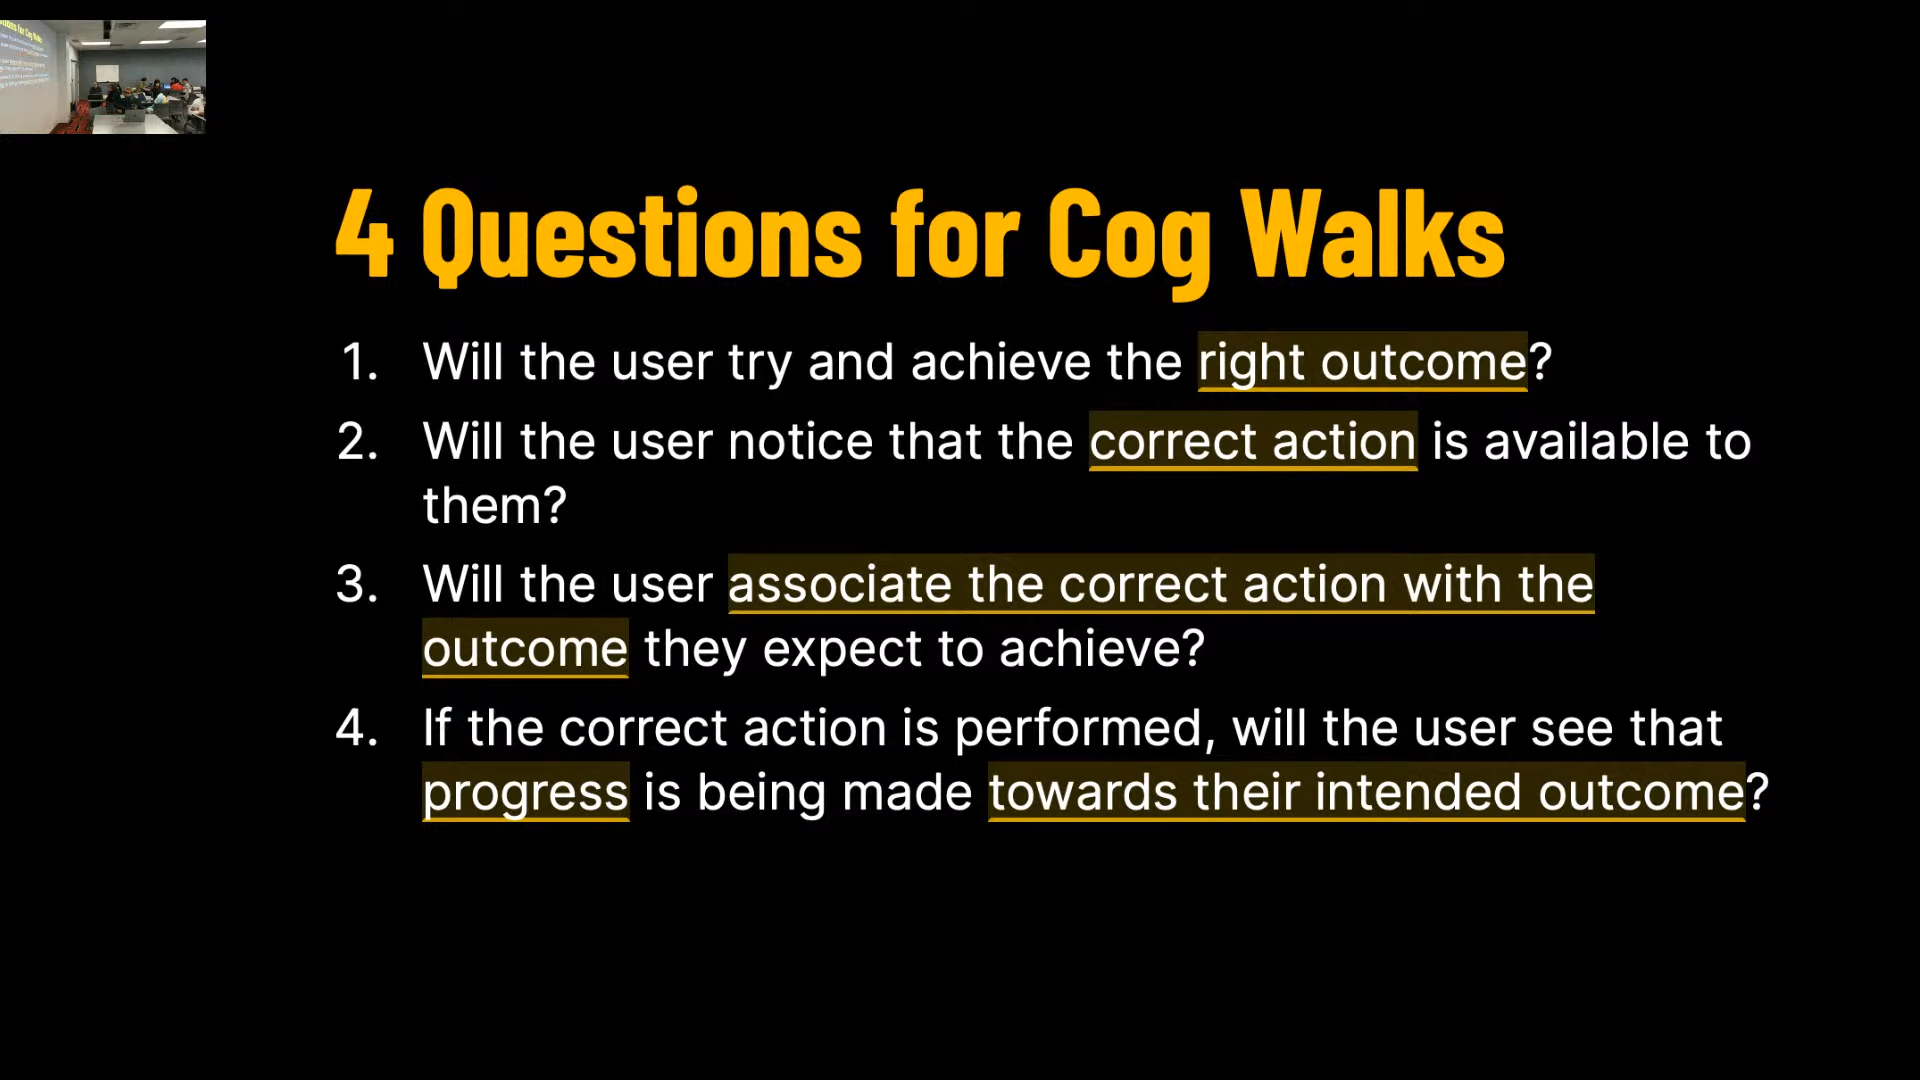 4 Questions for Cog Walks
1. Will the user try and achieve the right outcome?
2. Will the user notice that the correct action is available to
them?
3. Will the user associate the correct action with the
outcome they expect to achieve?
4. If the correct action is performed, will the user see that
progress is being made towards their intended outcome?